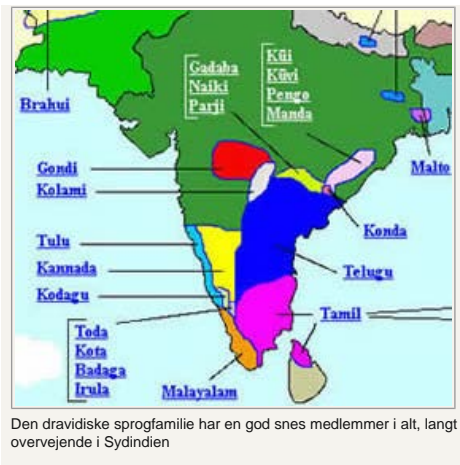 Gadaba
Naiki
Parji
Kūi
Kūvi
Pengo
Manda
Brahui
Malto
Gondi
Kolami
Konda
Tulu
Kannada
Kodagu
Telugu
Toda
Kota
Badaga
Irula
Tamil
Malayalam
Den dravidiske sprogfamilie har en god snes medlemmer i alt, langt
overvejende i Sydindien